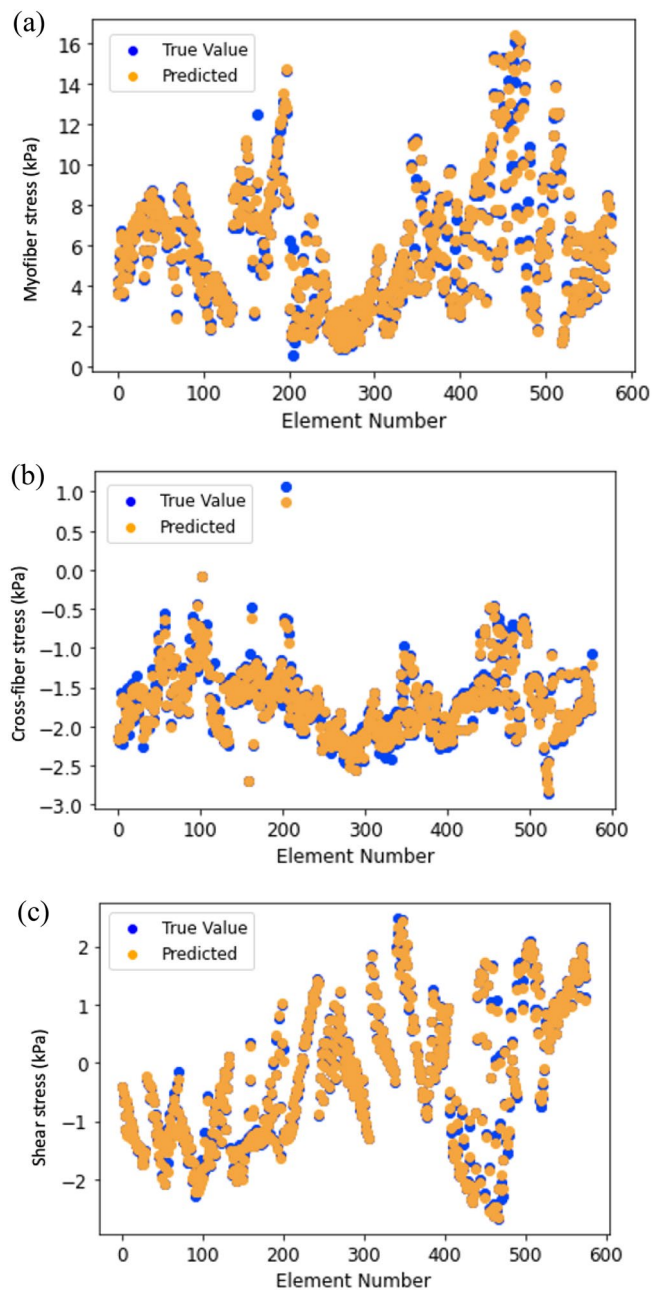 (a)
16
14
12
10
8
6
4
2
0
Myofiber stress (kPa)
True Value
Predicted
0 100 200 300 400 500 600
Element Number
(b)
1.0
0.5
0.0
−0.5
−1.0
−1.5
−2.0
−2.5
−3.0
Cross-fiber stress (kPa)
True Value
Predicted
0 100 200 300 400 500 600
Element Number
(c)
2
1
0
−1
−2
Shear stress (kPa)
True Value
Predicted
0 100 200 300 400 500 600
Element Number